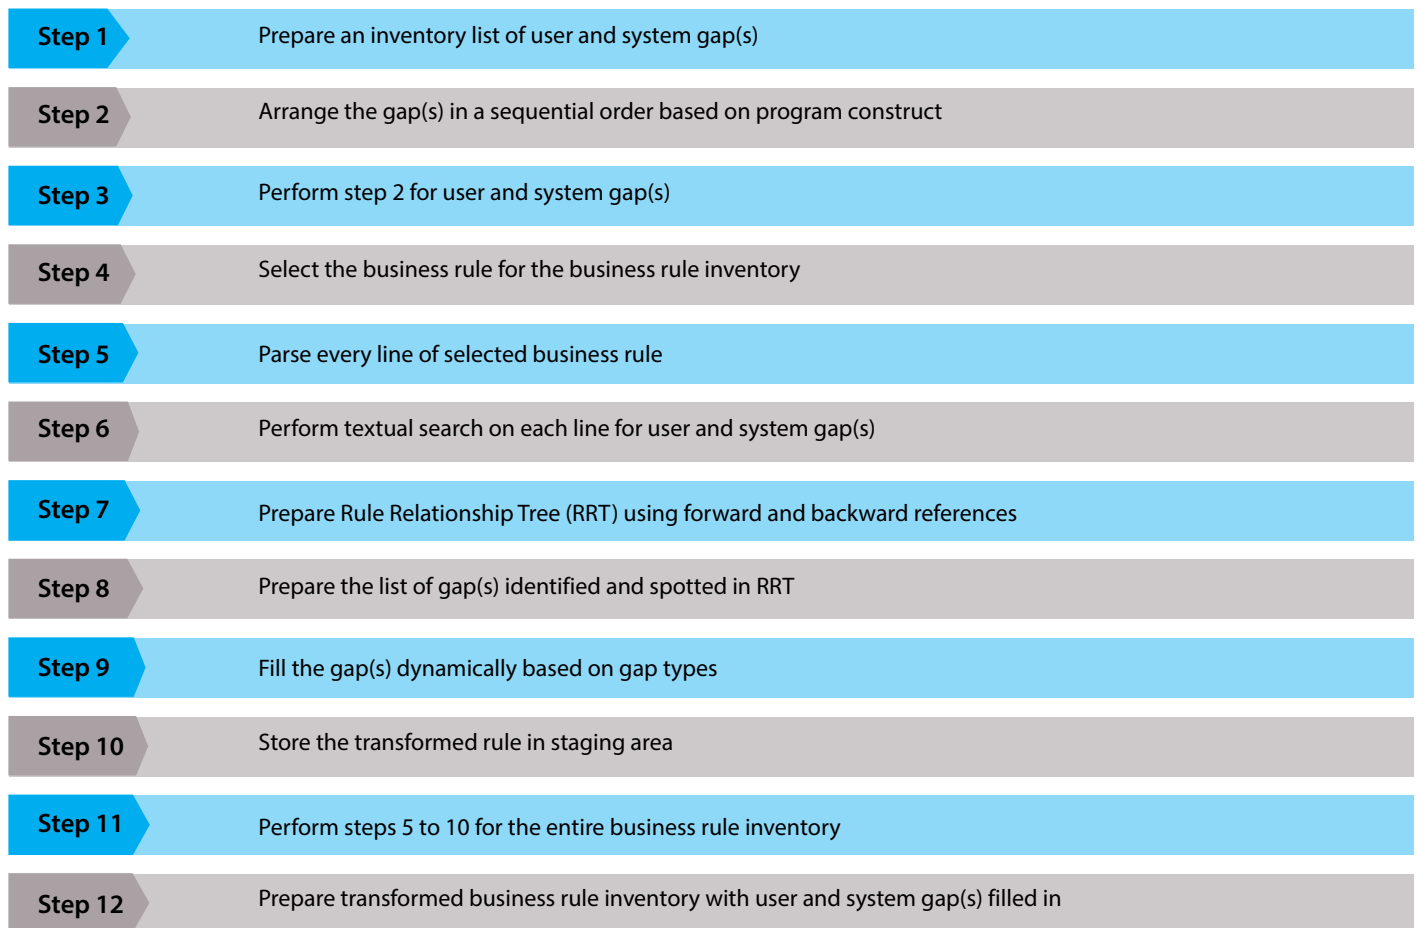 Step 1 Prepare an inventory list of user and system gap(s)
Step 2 Arrange the gap(s) in a sequential order based on program construct
Step 3 Perform step 2 for user and system gap(s)
Step 4 Select the business rule for the business rule inventory
Step 5 Parse every line of selected business rule
Step 6 Perform textual search on each line for user and system gap(s)
Step 7 Prepare Rule Relationship Tree (RRT) using forward and backward references
Step 8 Prepare the list of gap(s) identified and spotted in RRT
Step 9 Fill the gap(s) dynamically based on gap types
Step 10 Store the transformed rule in staging area
Step 11 Perform steps 5 to 10 for the entire business rule inventory
Step 12 Prepare transformed business rule inventory with user and system gap(s) filled in